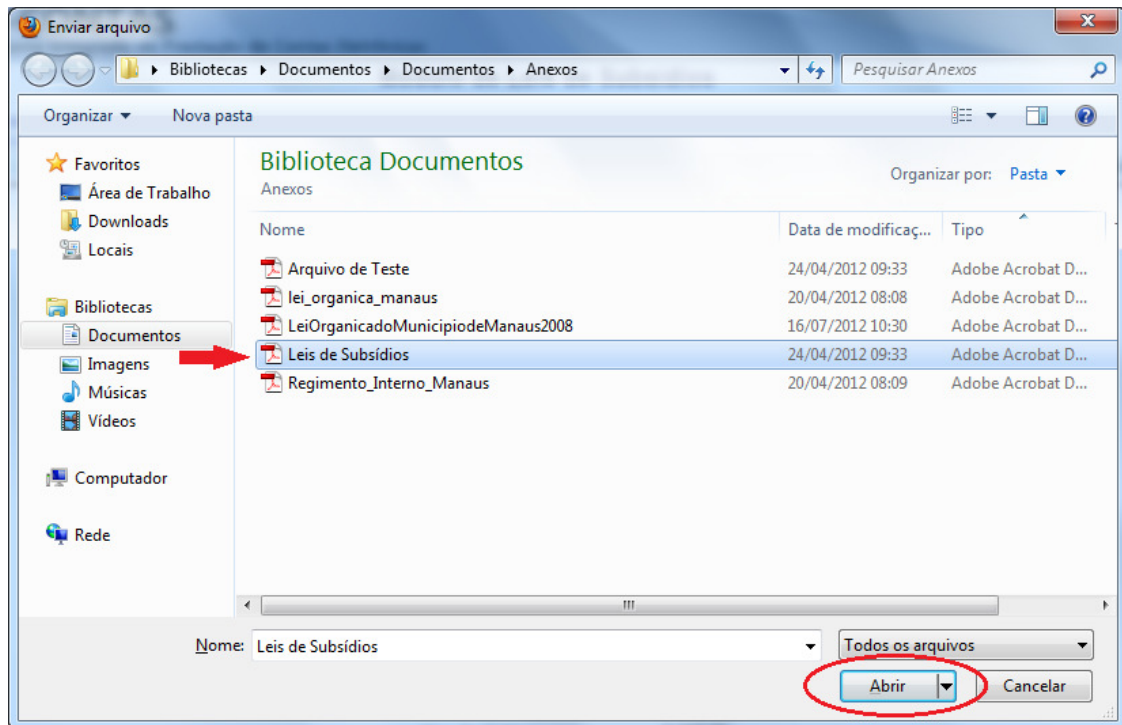 Enviar arquivo
Bibliotecas Documentos Documentos Anexos Pesquisar Anexos
Organizar Nova pasta
Favoritos
Área de Trabalho
Downloads
Locais
Bibliotecas
Documentos
Imagens
Músicas
Vídeos
Computador
Rede
Biblioteca Documentos
Anexos
Organizar por: Pasta
Nome Data de modificaç... Tipo
Arquivo de Teste 24/04/2012 09:33 Adobe Acrobat D...
lei_organica_manaus 20/04/2012 08:08 Adobe Acrobat D...
LeiOrganicadoMunicipiodeManaus2008 16/07/2012 10:30 Adobe Acrobat D...
Leis de Subsídios 24/04/2012 09:33 Adobe Acrobat D...
Regimento_Interno_Manaus 20/04/2012 08:09 Adobe Acrobat D...
Nome: Leis de Subsídios Todos os arquivos
Abrir Cancelar